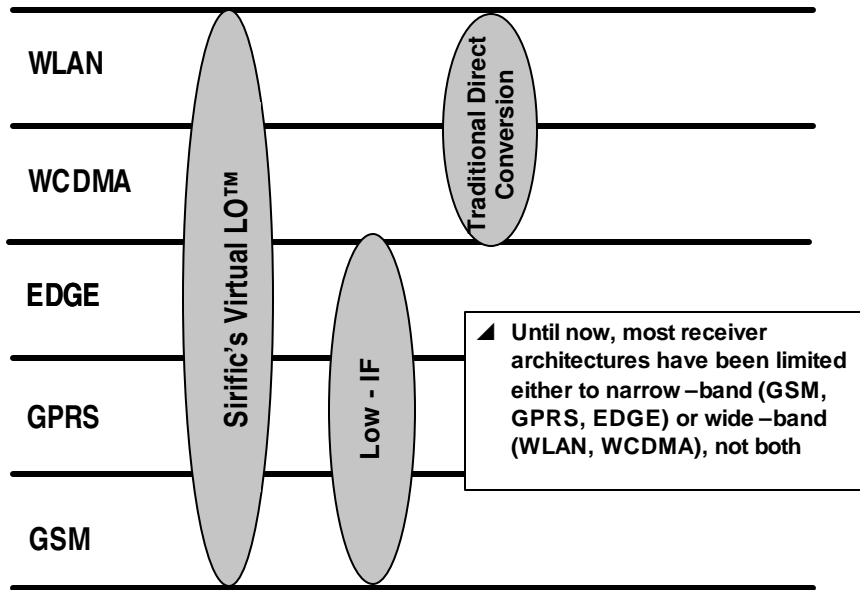 WLAN
WCDMA
EDGE
GPRS
GSM
Sirific's Virtual LO™
Low - IF
Traditional Direct
Conversion
Until now, most receiver
architectures have been limited
either to narrow –band (GSM,
GPRS, EDGE) or wide –band
(WLAN, WCDMA), not both